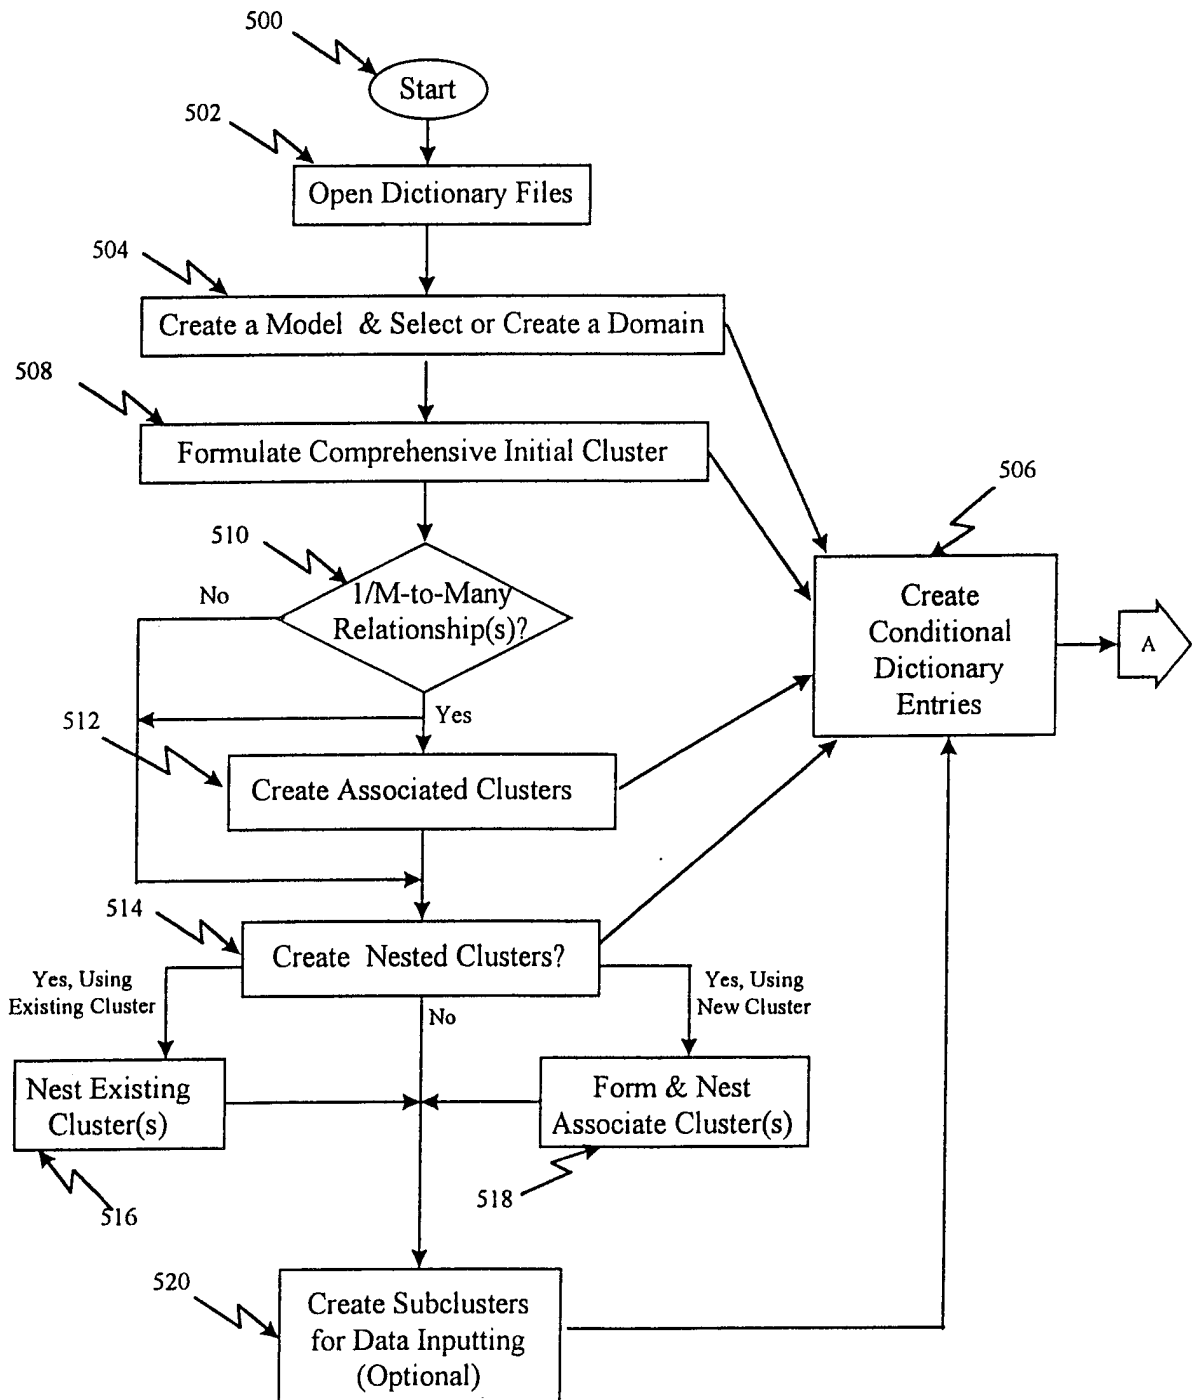 500
Start
502
Open Dictionary Files
504
Create a Model & Select or Create a Domain
508
Formulate Comprehensive Initial Cluster
506
510
No
1/M-to-Many
Relationship(s)?
Create
Conditional
Dictionary
Entries
A
Yes
512
Create Associated Clusters
514
Create Nested Clusters?
Yes, Using
Existing Cluster
No
Yes, Using
New Cluster
Nest Existing
Cluster(s)
Form & Nest
Associate Cluster(s)
516
518
520
Create Subclusters
for Data Inputting
(Optional)